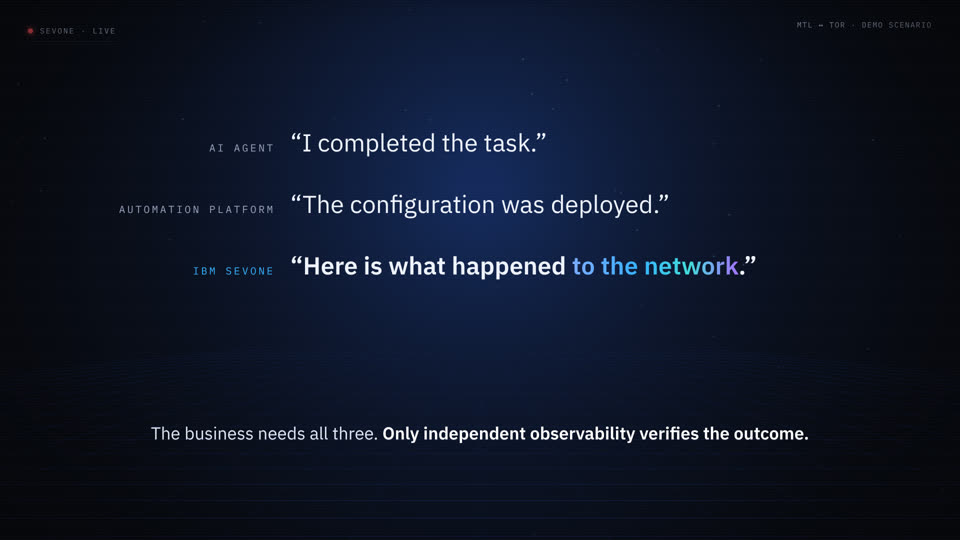 SEVONE · LIVE
MTL ↔ TOR · DEMO SCENARIO
AI AGENT “I completed the task.”
AUTOMATION PLATFORM “The configuration was deployed.”
IBM SEVONE “Here is what happened to the network.”
The business needs all three. Only independent observability verifies the outcome.